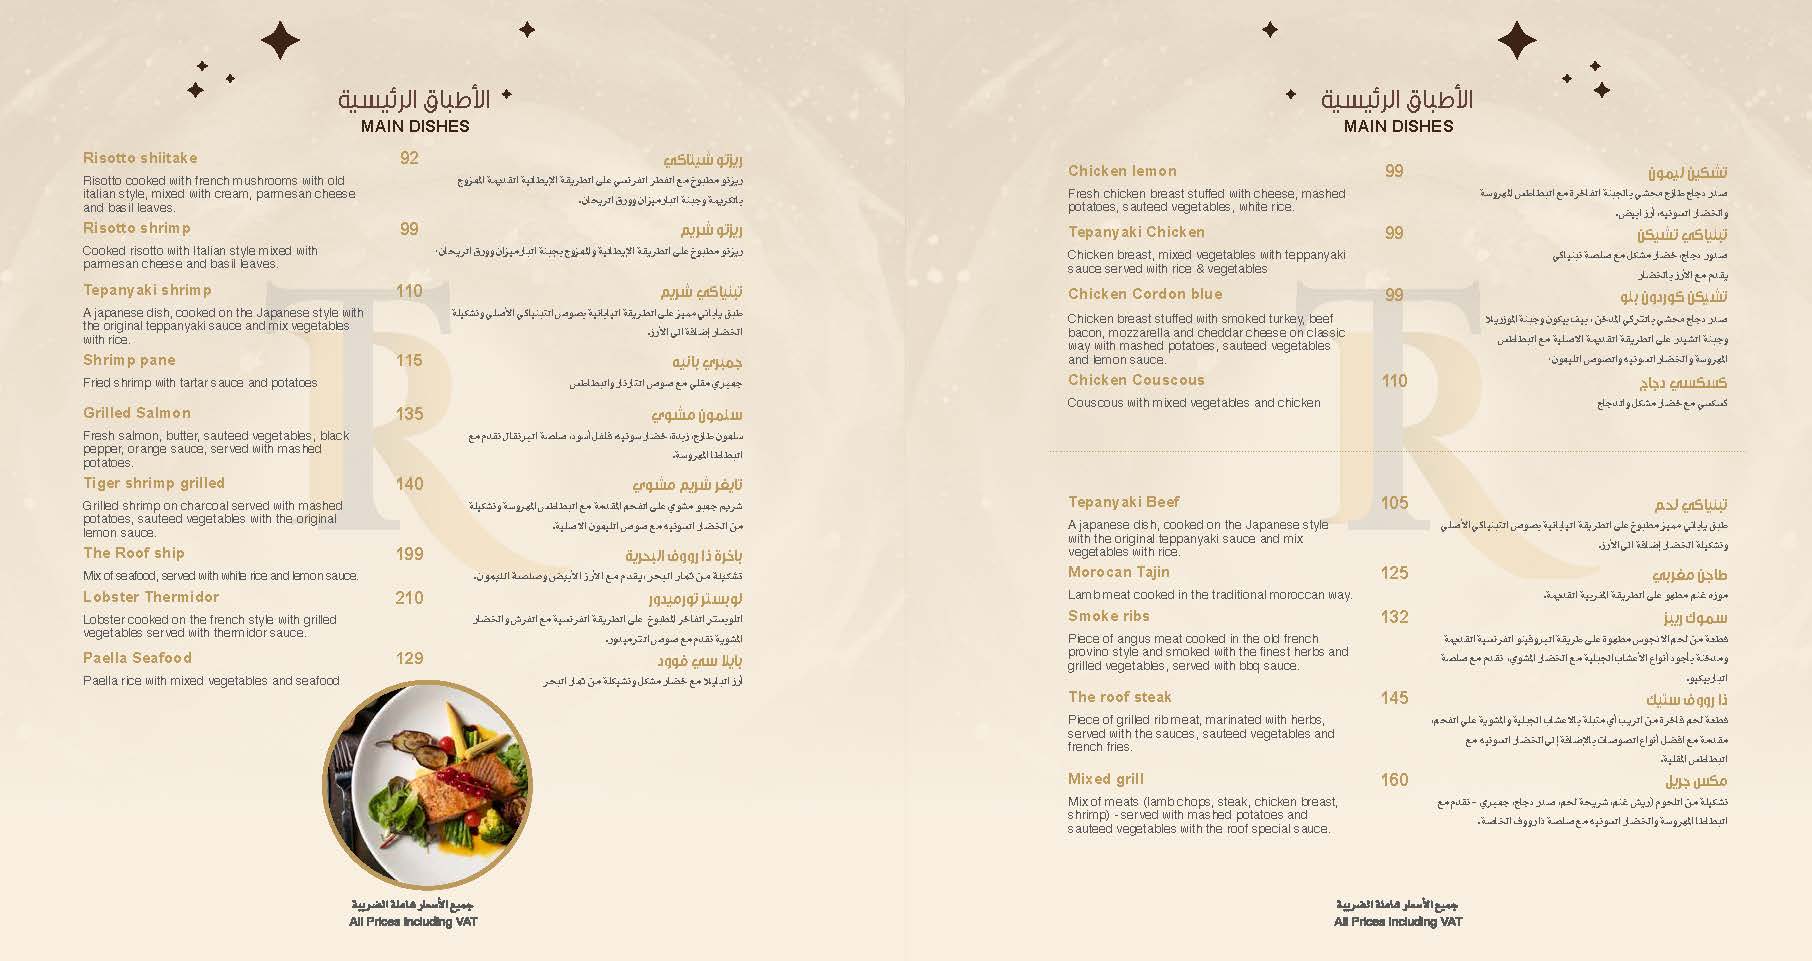 الأطباق الرئيسية
MAIN DISHES
Risotto shiitake 92 ريزتو شيتاكي
Risotto cooked with french mushrooms with old
italian style, mixed with cream, parmesan cheese
and basil leaves.
ريزتو مطبوخ مع الفطر الفرنسي على الطريقة الإيطالية القديمة الممزوج
بالكريمة وجبنة البارميزان وورق الريحان.
Risotto shrimp 99 ريزتو شريم
Cooked risotto with Italian style mixed with
parmesan cheese and basil leaves.
ريزتو مطبوخ على الطريقة الإيطالية والممزوج بجبنة البارميزان وورق الريحان.
Tepanyaki shrimp 110 تبنياكي شريم
A japanese dish, cooked on the Japanese style with
the original teppanyaki sauce and mix vegetables
with rice.
طبق ياباني مميز على الطريقة اليابانية بصوص التبنياكي الأصلي وتشكيلة
الخضار إضافة الى الأرز.
Shrimp pane 115 جمبري بانيه
Fried shrimp with tartar sauce and potatoes
جمبري مقلي مع صوص التارتار والبطاطس
Grilled Salmon 135 سلمون مشوي
Fresh salmon, butter, sauteed vegetables, black
pepper, orange sauce, served with mashed
potatoes.
سلمون طازج، زبدة، خضار سوتيه، فلفل أسود، صلصة البرتقال تقدم مع
البطاطا المهروسة.
Tiger shrimp grilled 140 تايغر شريم مشوي
Grilled shrimp on charcoal served with mashed
potatoes, sauteed vegetables with the original
lemon sauce.
شريم جمبو مشوي على الفحم المقدمة مع البطاطس المهروسة وتشكيلة
من الخضار السوتيه مع صوص الليمون الاصلية.
The Roof ship 199 باخرة ذا رووف البحرية
Mix of seafood, served with white rice and lemon sauce.
تشكيلة من ثمار البحر ، يقدم مع الأرز الأبيض وصلصة الليمون.
Lobster Thermidor 210 لوبستر تورميدور
Lobster cooked on the french style with grilled
vegetables served with thermidor sauce.
اللوبستر الفاخر المطبوخ على الطريقة الفرنسية مع الفرش والخضار
المشوية تقدم مع صوص الترميدور.
Paella Seafood 129 بايلا سي فوود
Paella rice with mixed vegetables and seafood
أرز البايلا مع خضار مشكل وتشيكلة من ثمار البحر
جميع الأسعار شاملة الضريبة
All Prices Including VAT
الأطباق الرئيسية
MAIN DISHES
Chicken lemon 99 تشكين ليمون
Fresh chicken breast stuffed with cheese, mashed
potatoes, sauteed vegetables, white rice.
صدر دجاج طازج محشي بالجبنة الفاخرة مع البطاطس المهروسة
والخضار السوتيه، أرز ابيض.
Tepanyaki Chicken 99 تبنياكي تشيكن
Chicken breast, mixed vegetables with teppanyaki
sauce served with rice & vegetables
صدور دجاج، خضار مشكل مع صلصة تبنياكي
يقدم مع الأرز بالخضار
Chicken Cordon blue 99 تشيكن كوردون بلو
Chicken breast stuffed with smoked turkey, beef
bacon, mozzarella and cheddar cheese on classic
way with mashed potatoes, sauteed vegetables
and lemon sauce.
صدر دجاج محشي بالتركي المدخن ، بيف بيكون وجبنة الموزريلا
وجبنة الشيدر على الطريقة القديمة الاصلية مع البطاطس
المهروسة والخضار السوتيه والصوص الليمون.
Chicken Couscous 110 كسكسي دجاج
Couscous with mixed vegetables and chicken
كسكسي مع خضار مشكل والدجاج
Tepanyaki Beef 105 تبنياكي لحم
A japanese dish, cooked on the Japanese style
with the original teppanyaki sauce and mix
vegetables with rice.
طبق ياباني مميز مطبوخ على الطريقة اليابانية بصوص التبنياكي الأصلي
وتشكيلة الخضار إضافة الى الأرز.
Morocan Tajin 125 طاجن مغربي
Lamb meat cooked in the traditional moroccan way.
موزه غنم مطهو على الطريقة المغربية القديمة.
Smoke ribs 132 سموك ريبز
Piece of angus meat cooked in the old french
provino style and smoked with the finest herbs and
grilled vegetables, served with bbq sauce.
قطعة من لحم الانجوس مطهوة على طريقة البروفينو الفرنسية القديمة
ومدخنة بأجود أنواع الأعشاب الجبلية مع الخضار المشوي، تقدم مع صلصة
الباربيكيو.
The roof steak 145 ذا رووف ستيك
Piece of grilled rib meat, marinated with herbs,
served with the sauces, sauteed vegetables and
french fries.
قطعة لحم فاخرة من الريب أي متبلة بالاعشاب الجبلية والمشوية على الفحم،
مقدمة مع افضل أنواع الصوصات بالإضافة إلى الخضار السوتيه مع
البطاطس المقلية.
Mixed grill 160 مكس جريل
Mix of meats (lamb chops, steak, chicken breast,
shrimp) - served with mashed potatoes and
sauteed vegetables with the roof special sauce.
تشكيلة من اللحوم (ريش غنم، شريحة لحم، صدر دجاج، جمبري - تقدم مع
البطاطا المهروسة والخضار السوتيه مع صلصة ذا رووف الخاصة.
جميع الأسعار شاملة الضريبة
All Prices Including VAT